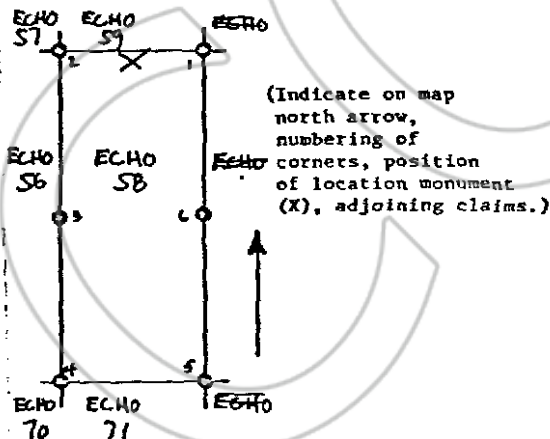 ECHO ECHO ECHO
57 59
2 1
X
(Indicate on map
north arrow,
numbering of
ECHO ECHO ECHO corners, position
56 58 of location monument
(X), adjoining claims.)
3 6
4 5
ECHO ECHO ECHO
70 71